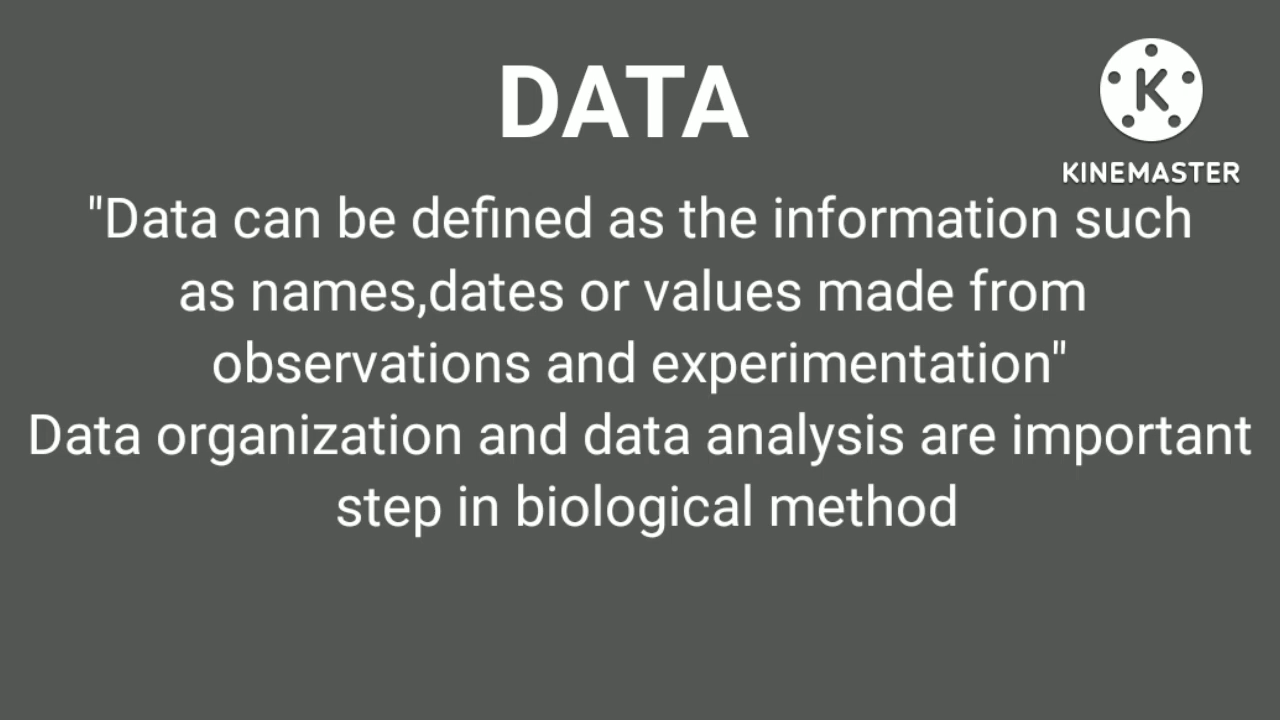 DATA
K
KINEMASTER
"Data can be defined as the information such
as names,dates or values made from
observations and experimentation"
Data organization and data analysis are important
step in biological method